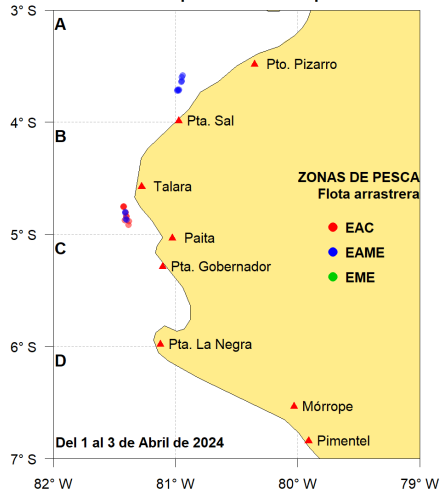 3° S
A
Pto. Pizarro
4° S
Pta. Sal
B
ZONAS DE PESCA
Talara
Flota arrastrera
EAC
5° S
Paita
C
EAME
Pta. Gobernador
EME
6° S
Pta. La Negra
D
Mórrope
Del 1 al 3 de Abril de 2024
Pimentel
7° S
82° W
81° W
80° W
79° W